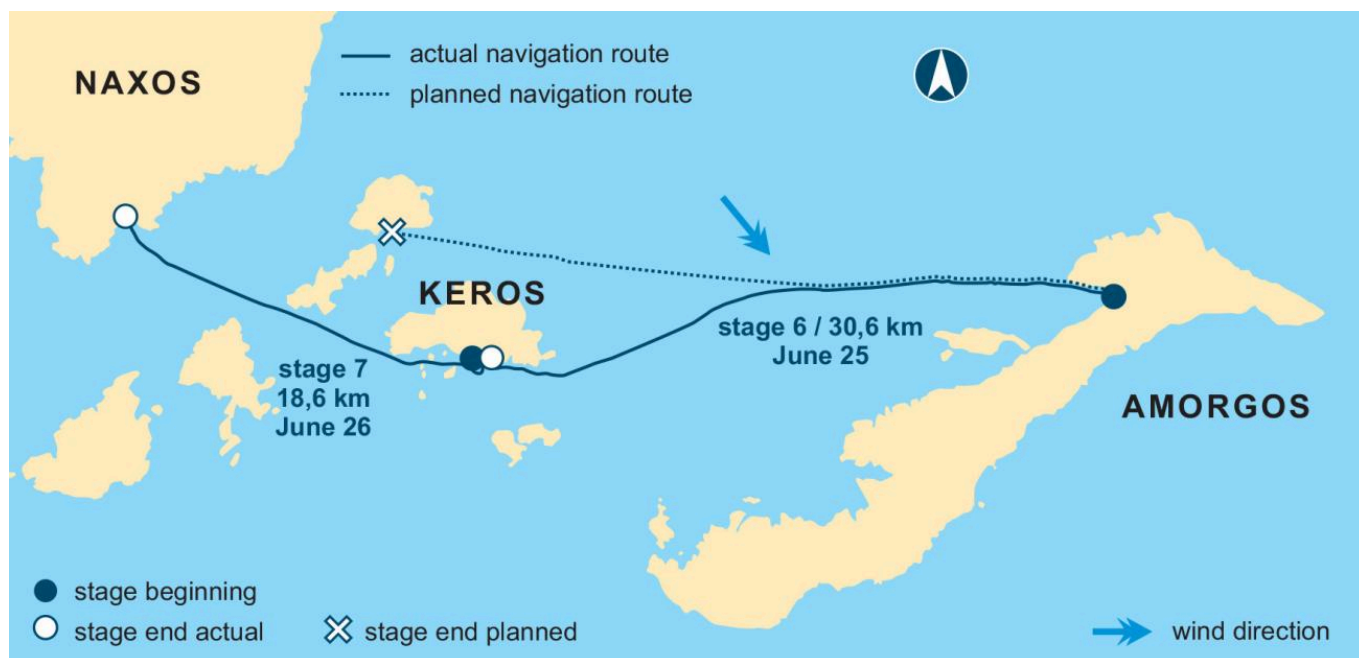 NAXOS
actual navigation route
planned navigation route
KEROS
stage 6 / 30,6 km
June 25
stage 7
18,6 km
June 26
AMORGOS
stage beginning
stage end actual
stage end planned
wind direction